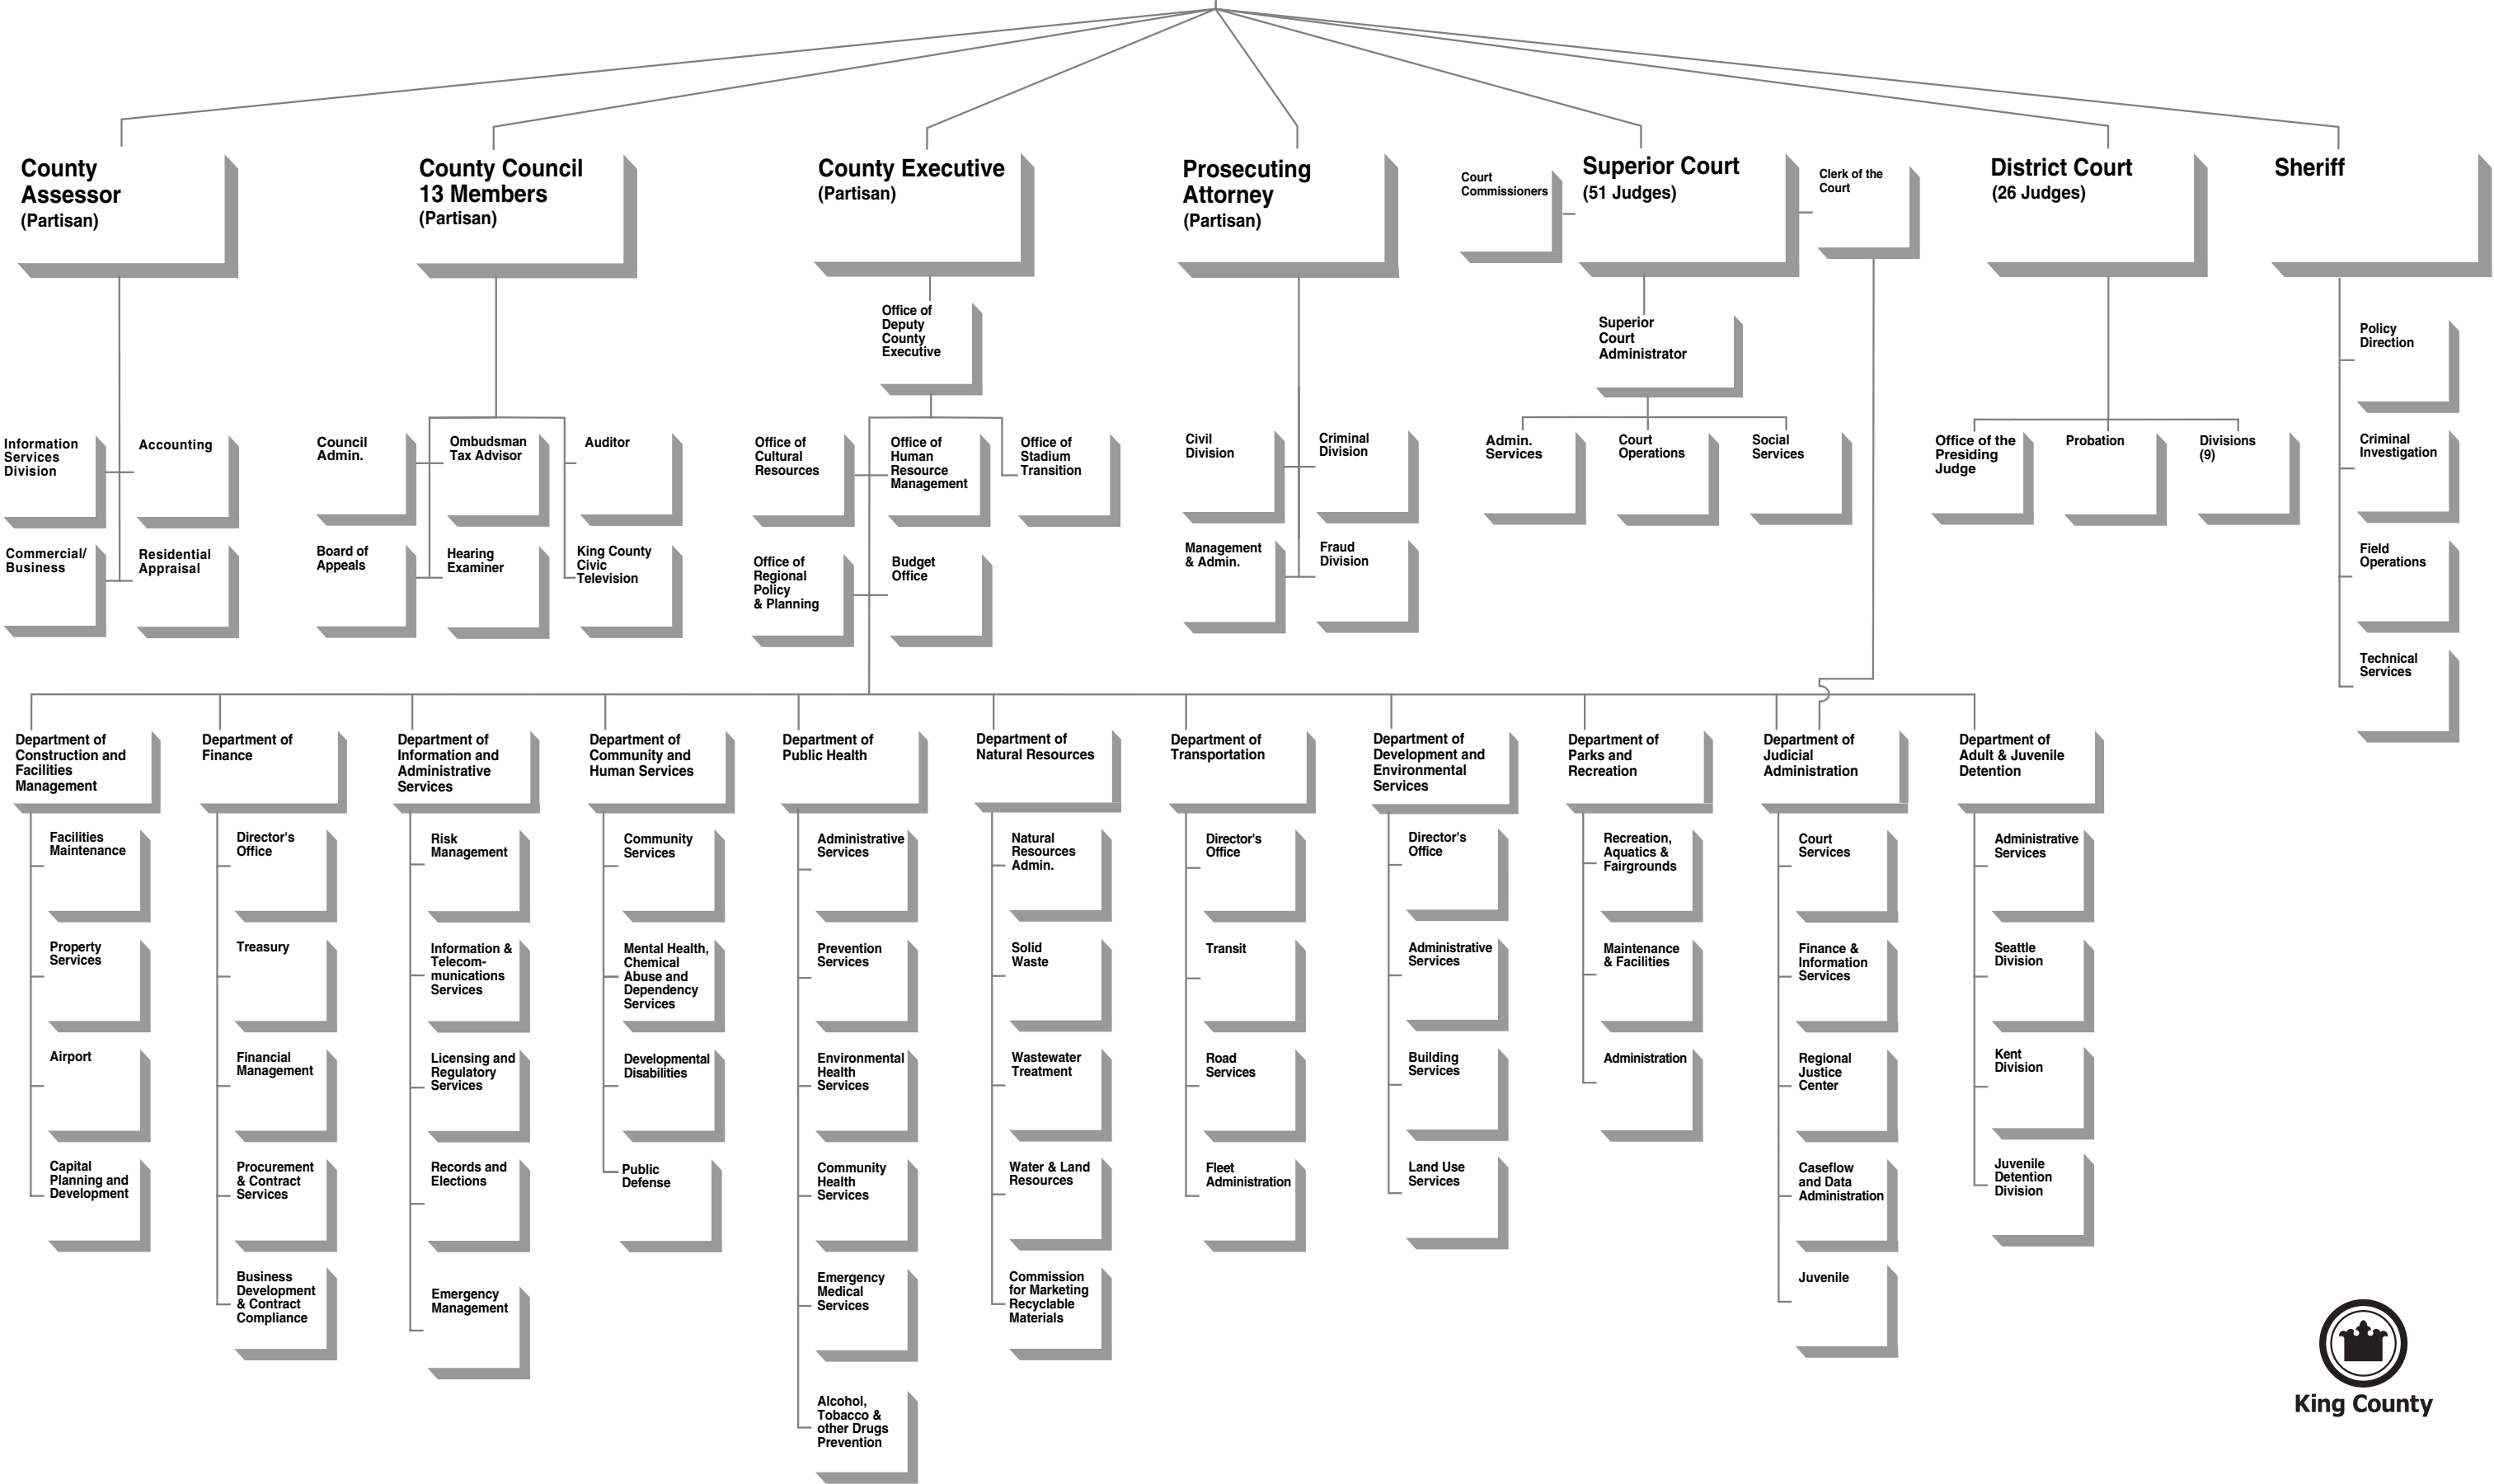 County
Assessor
(Partisan)
County Council
13 Members
(Partisan)
County Executive
(Partisan)
Prosecuting
Attorney
(Partisan)
Court
Commissioners
Superior Court
(51 Judges)
Clerk of the
Court
District Court
(26 Judges)
Sheriff
Office of
Deputy
County
Executive
Superior
Court
Administrator
Policy
Direction
Criminal
Investigation
Field
Operations
Technical
Services
Information
Services
Division
Accounting
Commercial/
Business
Residential
Appraisal
Council
Admin.
Ombudsman
Tax Advisor
Auditor
Board of
Appeals
Hearing
Examiner
King County
Civic
Television
Office of
Cultural
Resources
Office of
Human
Resource
Management
Office of
Stadium
Transition
Office of
Regional
Policy
& Planning
Budget
Office
Civil
Division
Criminal
Division
Management
& Admin.
Fraud
Division
Admin.
Services
Court
Operations
Social
Services
Office of the
Presiding
Judge
Probation
Divisions
(9)
Department of
Construction and
Facilities
Management
Facilities
Maintenance
Property
Services
Airport
Capital
Planning and
Development
Department of
Finance
Director's
Office
Treasury
Financial
Management
Procurement
& Contract
Services
Business
Development
& Contract
Compliance
Department of
Information and
Administrative
Services
Risk
Management
Information &
Telecom-
munications
Services
Licensing and
Regulatory
Services
Records and
Elections
Emergency
Management
Department of
Community and
Human Services
Community
Services
Mental Health,
Chemical
Abuse and
Dependency
Services
Developmental
Disabilities
Public
Defense
Department of
Public Health
Administrative
Services
Prevention
Services
Environmental
Health
Services
Community
Health
Services
Emergency
Medical
Services
Alcohol,
Tobacco &
other Drugs
Prevention
Department of
Natural Resources
Natural
Resources
Admin.
Solid
Waste
Wastewater
Treatment
Water & Land
Resources
Commission
for Marketing
Recyclable
Materials
Department of
Transportation
Director's
Office
Transit
Road
Services
Fleet
Administration
Department of
Development and
Environmental
Services
Director's
Office
Administrative
Services
Building
Services
Land Use
Services
Department of
Parks and
Recreation
Recreation,
Aquatics &
Fairgrounds
Maintenance
& Facilities
Administration
Department of
Judicial
Administration
Court
Services
Finance &
Information
Services
Regional
Justice
Center
Caseflow
and Data
Administration
Juvenile
Department of
Adult & Juvenile
Detention
Administrative
Services
Seattle
Division
Kent
Division
Juvenile
Detention
Division
King County